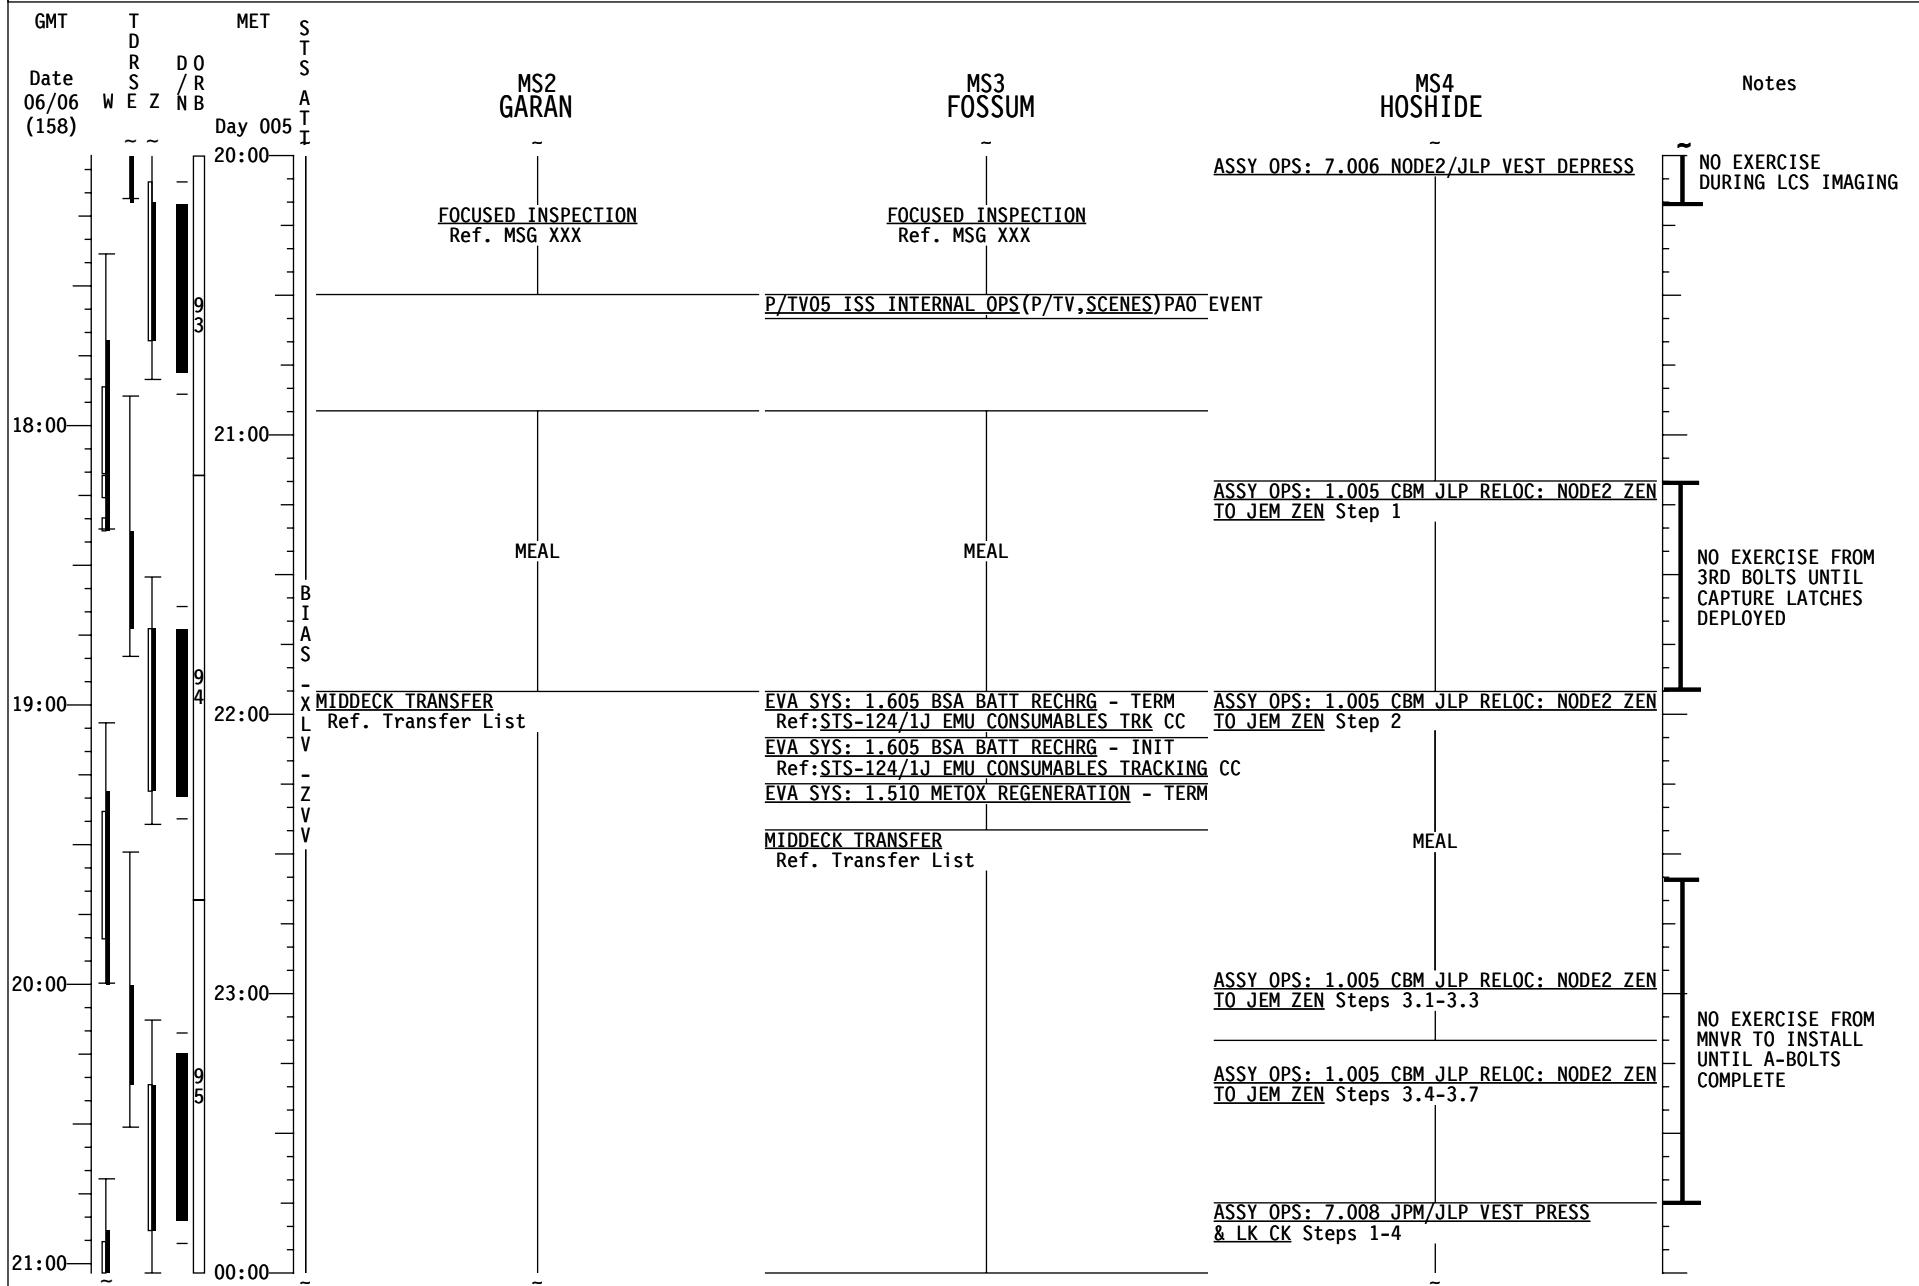 GMT
TDRSE
MET
STS ATT
D/N
ORB
Date
06/06
(158)
W E Z
Day 005
MS2
GARAN
MS3
FOSSUM
MS4
HOSHIDE
Notes
~ ~ ~ ~ ~ ~ ~
20:00
ASSY OPS: 7.006 NODE2/JLP VEST DEPRESS
NO EXERCISE
DURING LCS IMAGING
FOCUSED INSPECTION
Ref. MSG XXX
FOCUSED INSPECTION
Ref. MSG XXX
93
P/TV05 ISS INTERNAL OPS(P/TV,SCENES)PAO EVENT
18:00
21:00
ASSY OPS: 1.005 CBM JLP RELOC: NODE2 ZEN
TO JEM ZEN Step 1
MEAL
MEAL
NO EXERCISE FROM
3RD BOLTS UNTIL
CAPTURE LATCHES
DEPLOYED
BIAS -XLV -ZVV
94
19:00
22:00
MIDDECK TRANSFER
Ref. Transfer List
EVA SYS: 1.605 BSA BATT RECHRG - TERM
Ref:STS-124/1J EMU CONSUMABLES TRK CC
EVA SYS: 1.605 BSA BATT RECHRG - INIT
Ref:STS-124/1J EMU CONSUMABLES TRACKING CC
EVA SYS: 1.510 METOX REGENERATION - TERM
MIDDECK TRANSFER
Ref. Transfer List
ASSY OPS: 1.005 CBM JLP RELOC: NODE2 ZEN
TO JEM ZEN Step 2
MEAL
20:00
23:00
ASSY OPS: 1.005 CBM JLP RELOC: NODE2 ZEN
TO JEM ZEN Steps 3.1-3.3
NO EXERCISE FROM
MNVR TO INSTALL
UNTIL A-BOLTS
COMPLETE
95
ASSY OPS: 1.005 CBM JLP RELOC: NODE2 ZEN
TO JEM ZEN Steps 3.4-3.7
ASSY OPS: 7.008 JPM/JLP VEST PRESS
& LK CK Steps 1-4
21:00
00:00
~ ~ ~ ~ ~